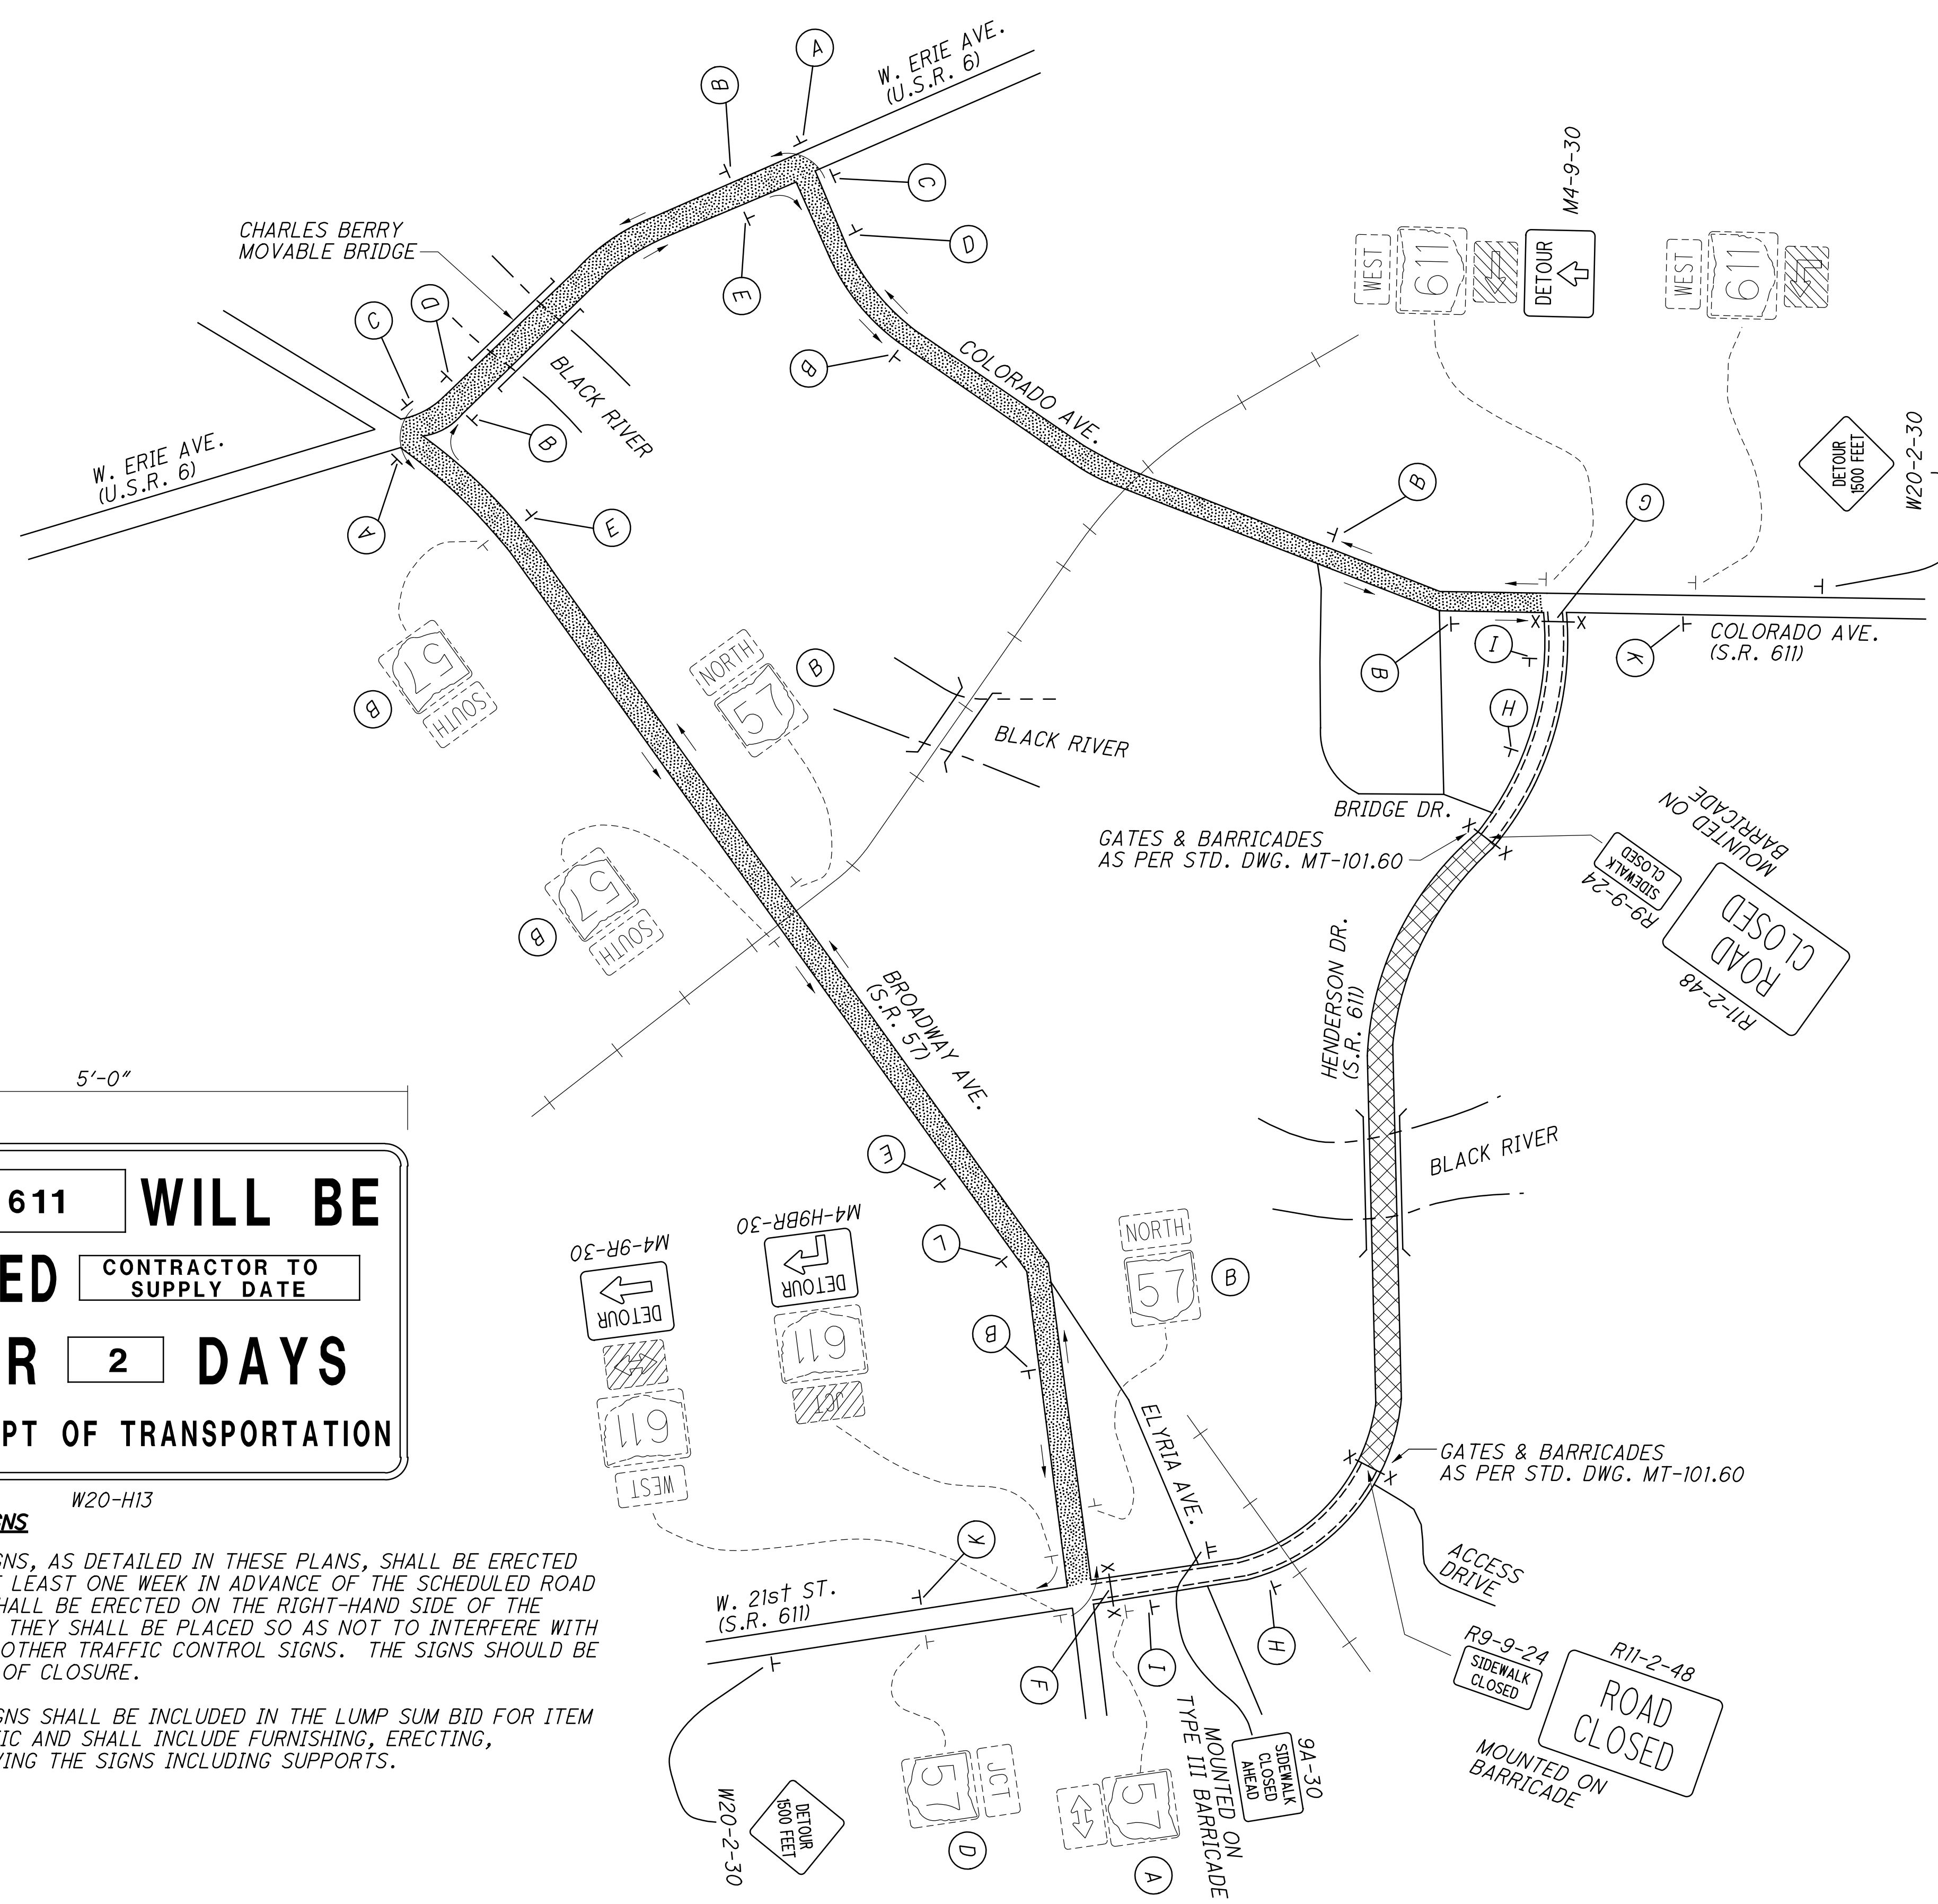 A
B
W. ERIE AVE.
(U.S.R. 6)
C
D
E
CHARLES BERRY
MOVABLE BRIDGE
C
D
BLACK RIVER
B
W. ERIE AVE.
(U.S.R. 6)
A
E
B
COLORADO AVE.
M4-9-30
WEST
611
DETOUR
WEST
611
DETOUR
1500 FEET
W20-2-30
B
G
I
B
K
COLORADO AVE.
(S.R. 611)
H
57
SOUTH
B
NORTH
57
B
BLACK RIVER
BRIDGE DR.
GATES & BARRICADES
AS PER STD. DWG. MT-101.60
MOUNTED ON
BARRICADE
SIDEWALK
CLOSED
R9-9-24
ROAD
CLOSED
R11-2-48
57
SOUTH
B
BROADWAY AVE.
(S.R. 57)
HENDERSON DR.
(S.R. 611)
BLACK RIVER
5'-0"
611 WILL BE
ED CONTRACTOR TO
SUPPLY DATE
R 2 DAYS
PT OF TRANSPORTATION
W20-H13
GNS
GNS, AS DETAILED IN THESE PLANS, SHALL BE ERECTED
T LEAST ONE WEEK IN ADVANCE OF THE SCHEDULED ROAD
HALL BE ERECTED ON THE RIGHT-HAND SIDE OF THE
THEY SHALL BE PLACED SO AS NOT TO INTERFERE WITH
OTHER TRAFFIC CONTROL SIGNS. THE SIGNS SHOULD BE
OF CLOSURE.
GNS SHALL BE INCLUDED IN THE LUMP SUM BID FOR ITEM
IC AND SHALL INCLUDE FURNISHING, ERECTING,
VING THE SIGNS INCLUDING SUPPORTS.
E
L
B
M4-9R-30
DETOUR
611
WEST
M4-H9BR-30
DETOUR
611
JCT
NORTH
57
B
ELYRIA AVE.
GATES & BARRICADES
AS PER STD. DWG. MT-101.60
ACCESS
DRIVE
K
W. 21st ST.
(S.R. 611)
F
I
H
R9-9-24
SIDEWALK
CLOSED
R11-2-48
ROAD
CLOSED
MOUNTED ON
BARRICADE
W20-2-30
DETOUR
1500 FEET
57
JCT
D
57
A
MOUNTED ON
TYPE III BARRICADE
SIDEWALK
CLOSED
AHEAD
9A-30